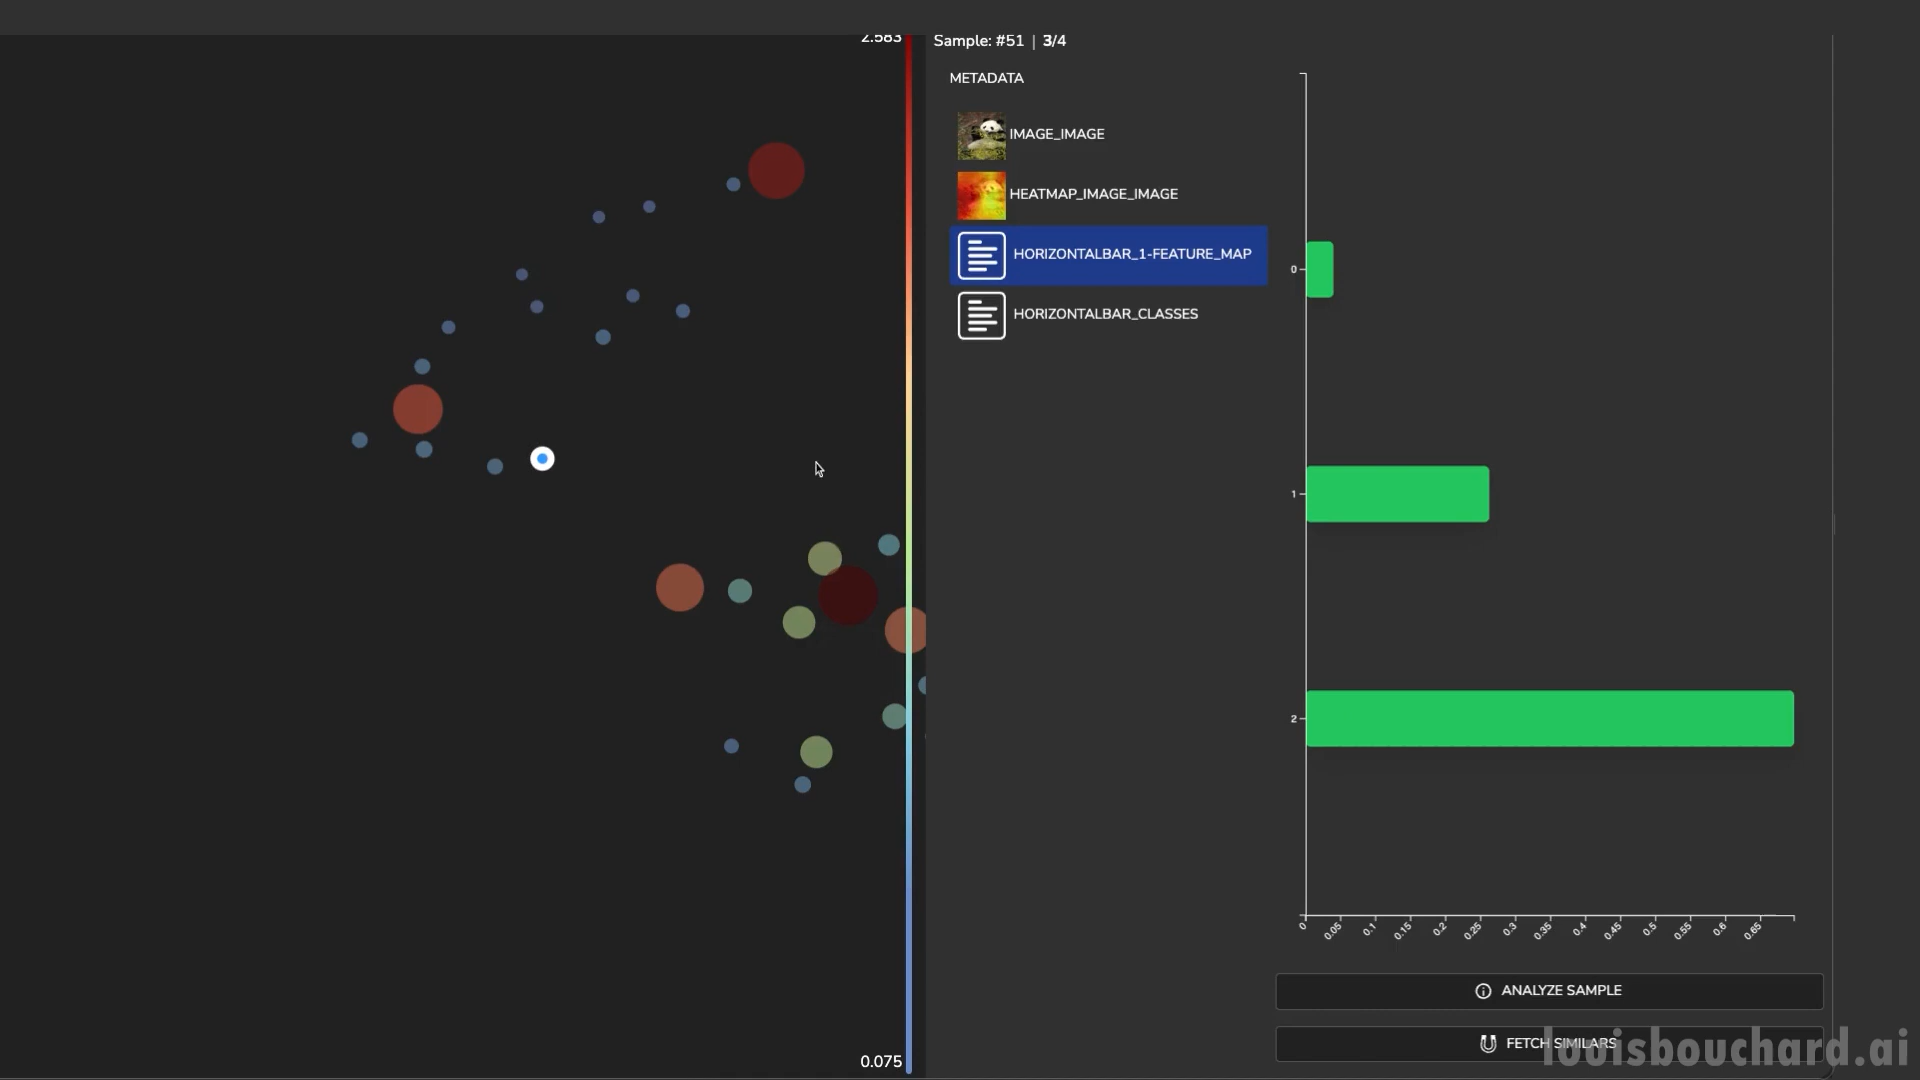 2.583
Sample: #51 | 3/4
METADATA
IMAGE_IMAGE
HEATMAP_IMAGE_IMAGE
HORIZONTALBAR_1-FEATURE_MAP
HORIZONTALBAR_CLASSES
0
1
2
0 0.05 0.1 0.15 0.2 0.25 0.3 0.35 0.4 0.45 0.5 0.55 0.6 0.65
ANALYZE SAMPLE
FETCH SIMILARS
louisbouchard.ai
0.075